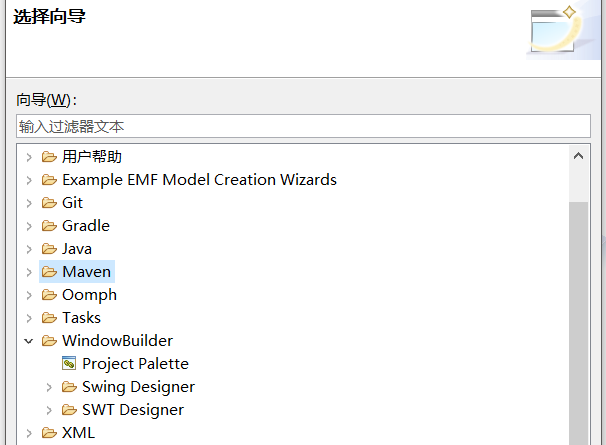 选择向导
向导(W):
输入过滤器文本
用户帮助
Example EMF Model Creation Wizards
Git
Gradle
Java
Maven
Oomph
Tasks
WindowBuilder
Project Palette
Swing Designer
SWT Designer
XML